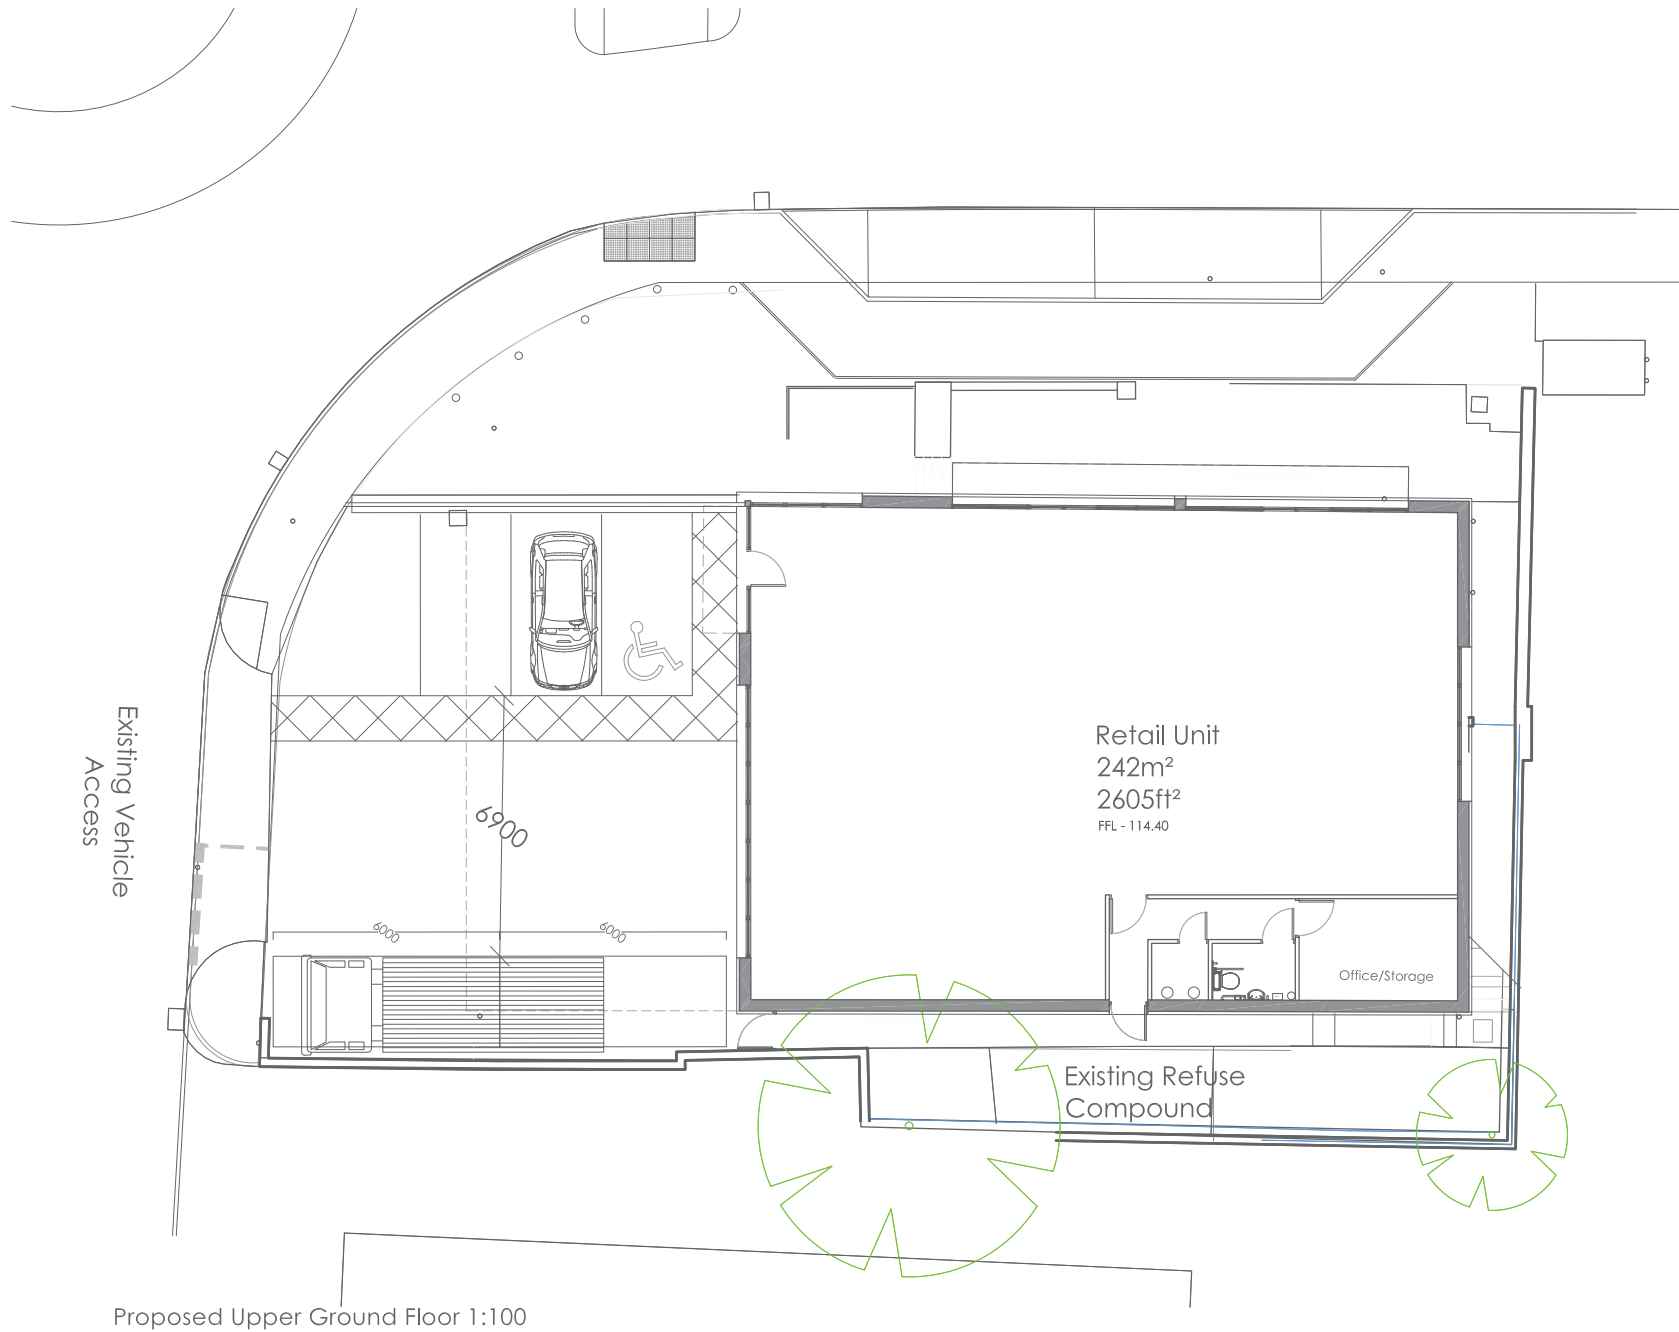 Existing Vehicle
Access
6900
6000
6000
Retail Unit
242m²
2605ft²
FFL - 114.40
Office/Storage
Existing Refuse
Compound
Proposed Upper Ground Floor 1:100